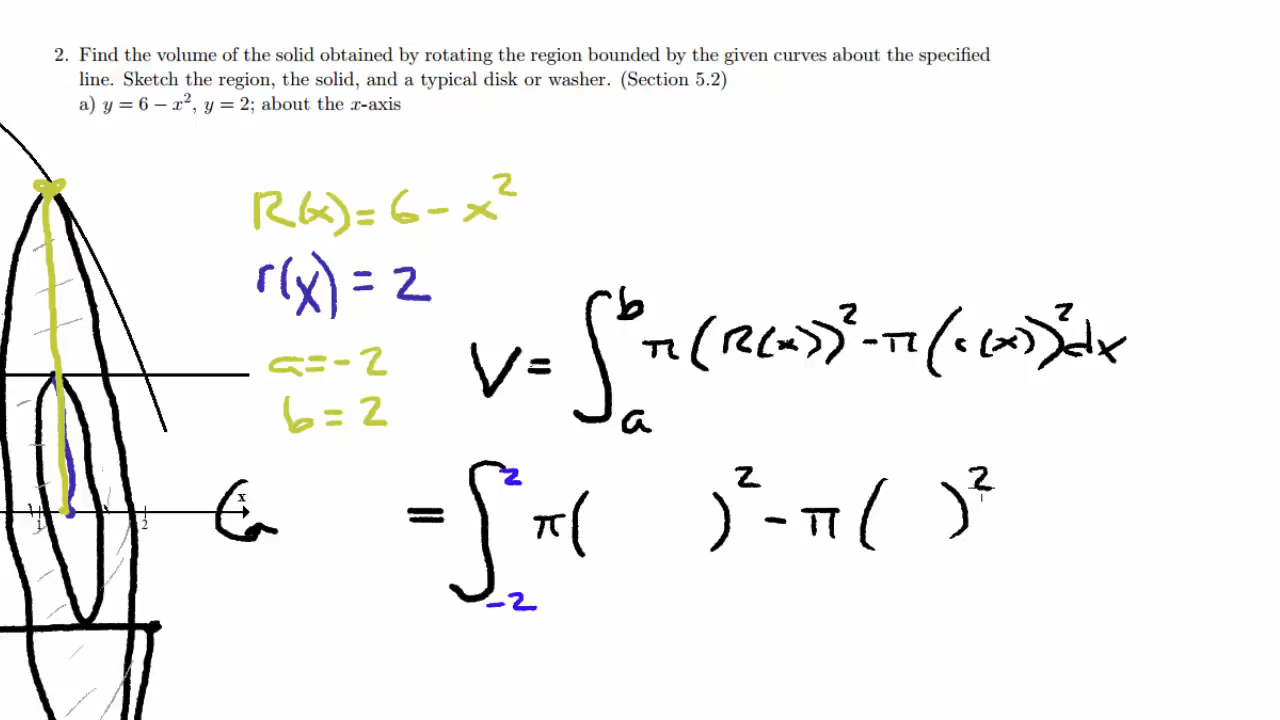 2. Find the volume of the solid obtained by rotating the region bounded by the given curves about the specified
line. Sketch the region, the solid, and a typical disk or washer. (Section 5.2)
a) y = 6 − x², y = 2; about the x-axis
R(x) = 6 − x²
r(x) = 2
a = −2
b = 2
V = ∫ₐᵇ π(R(x))² − π(r(x))² dx
= ∫₋₂² π( )² − π( )²
x
1 2